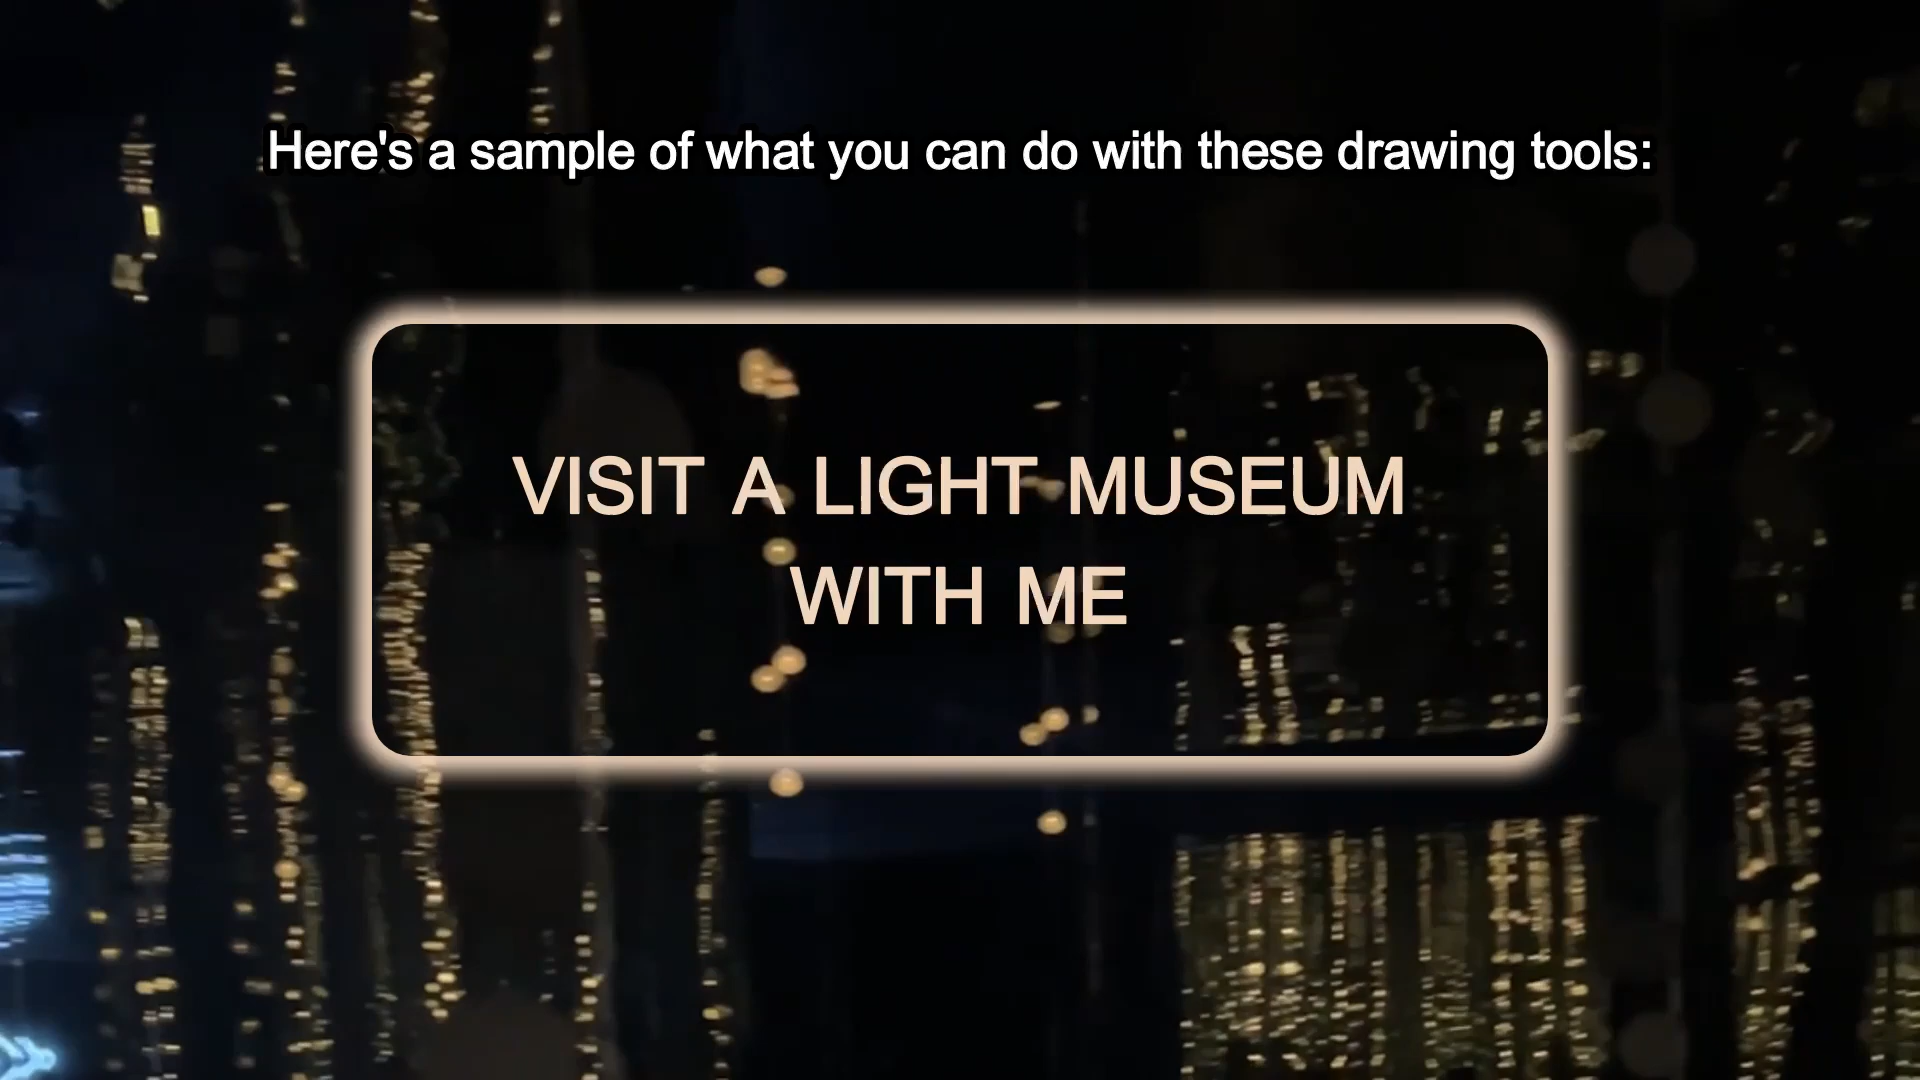 Here's a sample of what you can do with these drawing tools:
VISIT A LIGHT MUSEUM
WITH ME